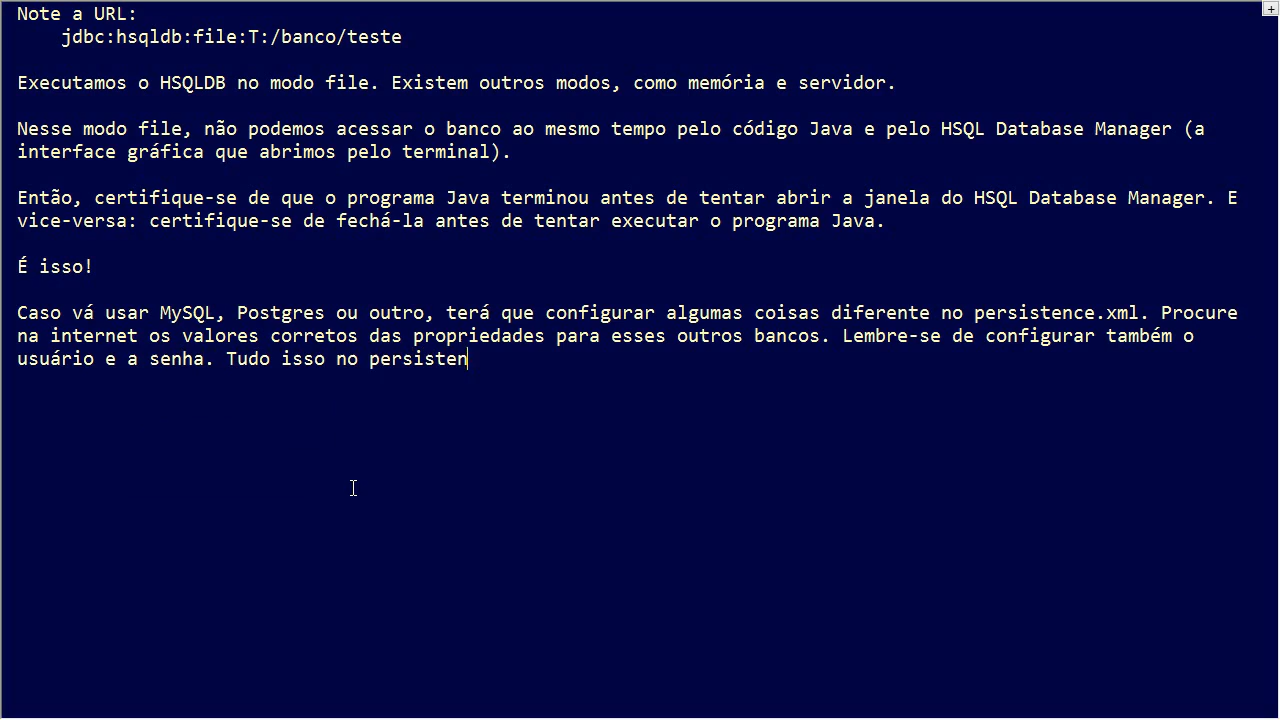 Note a URL:
jdbc:hsqldb:file:T:/banco/teste
Executamos o HSQLDB no modo file. Existem outros modos, como memória e servidor.
Nesse modo file, não podemos acessar o banco ao mesmo tempo pelo código Java e pelo HSQL Database Manager (a
interface gráfica que abrimos pelo terminal).
Então, certifique-se de que o programa Java terminou antes de tentar abrir a janela do HSQL Database Manager. E
vice-versa: certifique-se de fechá-la antes de tentar executar o programa Java.
É isso!
Caso vá usar MySQL, Postgres ou outro, terá que configurar algumas coisas diferente no persistence.xml. Procure
na internet os valores corretos das propriedades para esses outros bancos. Lembre-se de configurar também o
usuário e a senha. Tudo isso no persisten